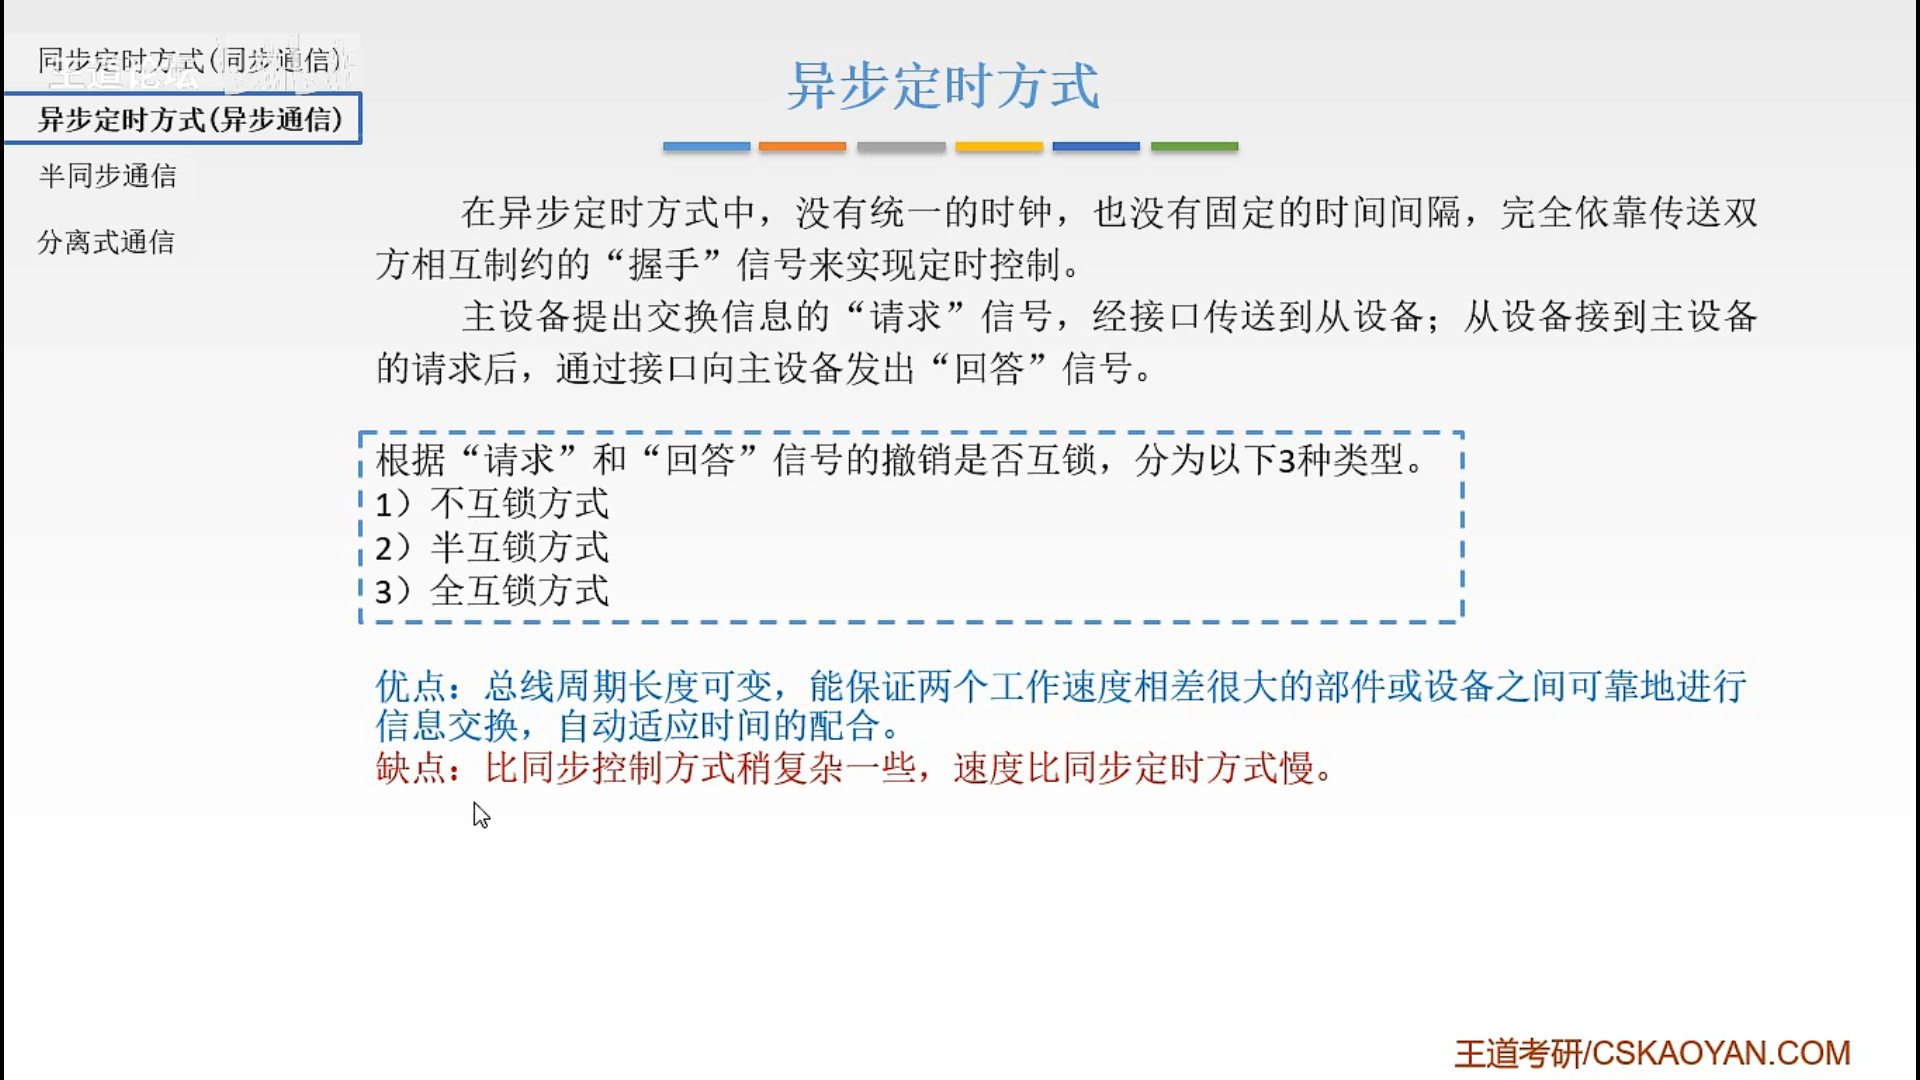 同步定时方式(同步通信)
王道论坛
异步定时方式(异步通信)
半同步通信
分离式通信
异步定时方式
在异步定时方式中，没有统一的时钟，也没有固定的时间间隔，完全依靠传送双
方相互制约的“握手”信号来实现定时控制。
主设备提出交换信息的“请求”信号，经接口传送到从设备；从设备接到主设备
的请求后，通过接口向主设备发出“回答”信号。
根据“请求”和“回答”信号的撤销是否互锁，分为以下3种类型。
1）不互锁方式
2）半互锁方式
3）全互锁方式
优点：总线周期长度可变，能保证两个工作速度相差很大的部件或设备之间可靠地进行
信息交换，自动适应时间的配合。
缺点：比同步控制方式稍复杂一些，速度比同步定时方式慢。
王道考研/CSKAOYAN.COM